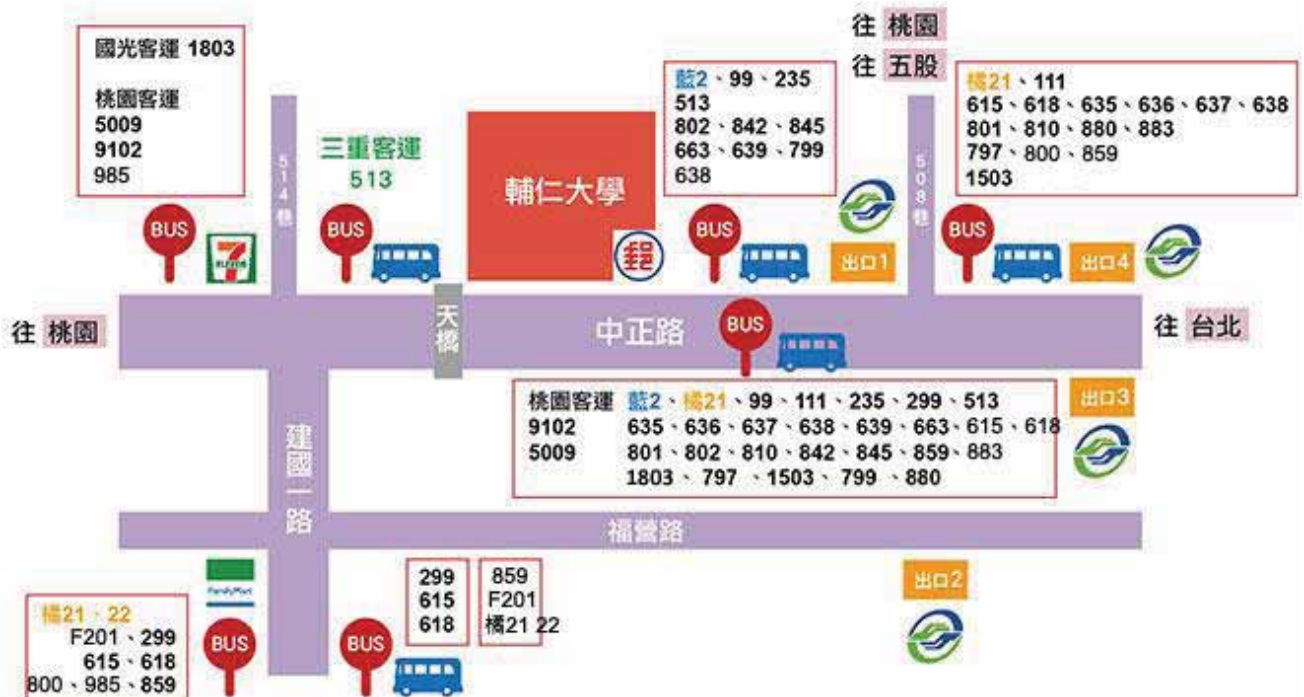 往 桃園
往 五股
國光客運 1803
桃園客運
5009
9102
985
514巷
三重客運
513
輔仁大學
郵
藍2、99、235
513
802、842、845
663、639、799
638
508巷
橘21、111
615、618、635、636、637、638
801、810、880、883
797、800、859
1503
BUS
7
ELEVEn
BUS
BUS
出口1
BUS
出口4
往 桃園
天橋
中正路
BUS
往 台北
桃園客運 藍2、橘21、99、111、235、299、513
9102 635、636、637、638、639、663、615、618
5009 801、802、810、842、845、859、883
1803、797、1503、799、880
出口3
建國一路
福營路
FamilyMart
橘21、22
F201、299
615、618
800、985、859
BUS
BUS
299
615
618
859
F201
橘21 22
出口2